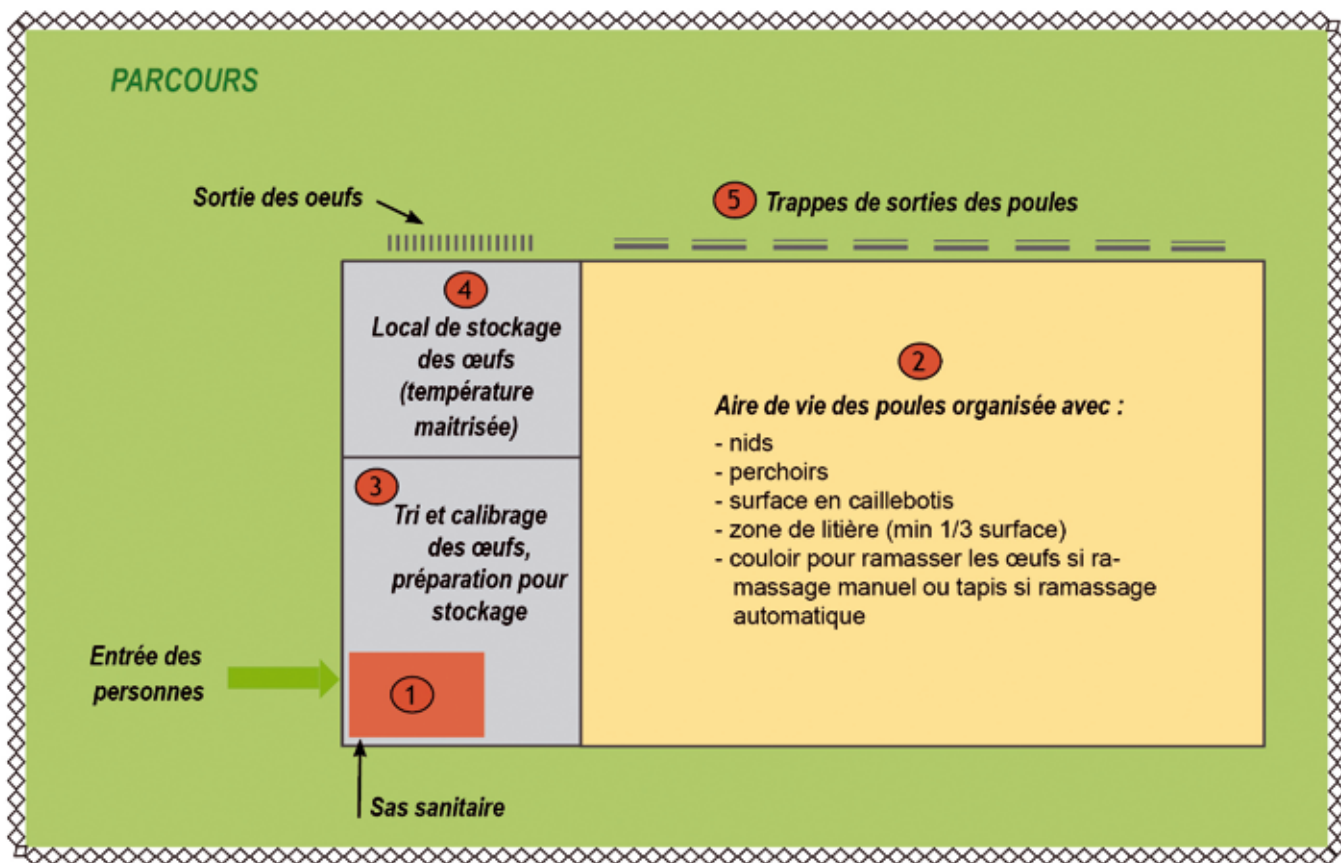 PARCOURS
Sortie des oeufs
5 Trappes de sorties des poules
4
Local de stockage
des œufs
(température
maitrisée)
2
Aire de vie des poules organisée avec :
- nids
- perchoirs
- surface en caillebotis
- zone de litière (min 1/3 surface)
- couloir pour ramasser les œufs si ra-
massage manuel ou tapis si ramassage
automatique
3
Tri et calibrage
des œufs,
préparation pour
stockage
Entrée des
personnes
1
Sas sanitaire